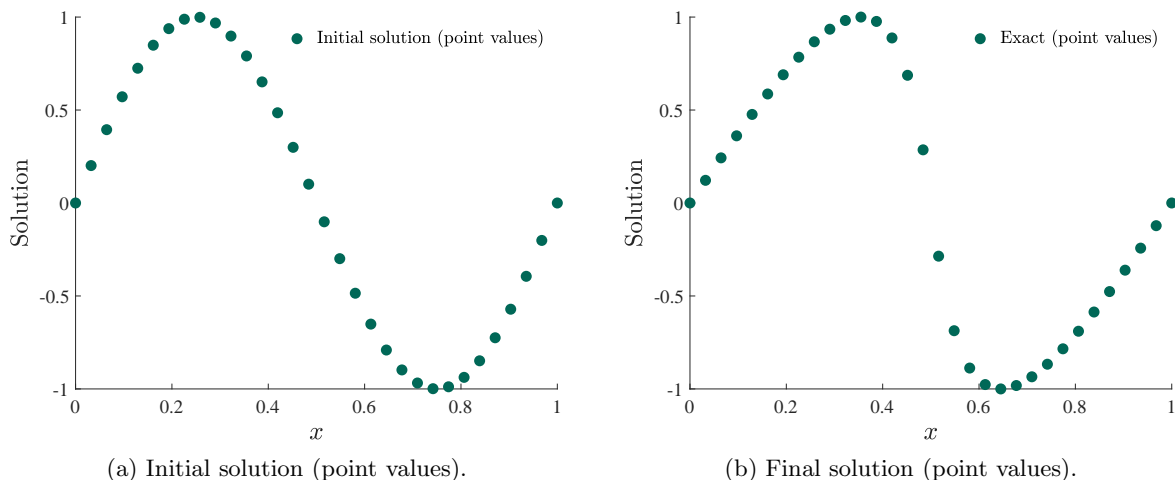 1
0.5
0
-0.5
-1
Solution
Initial solution (point values)
0
0.2
0.4
0.6
0.8
1
x
(a) Initial solution (point values).
1
0.5
0
-0.5
-1
Solution
Exact (point values)
0
0.2
0.4
0.6
0.8
1
x
(b) Final solution (point values).